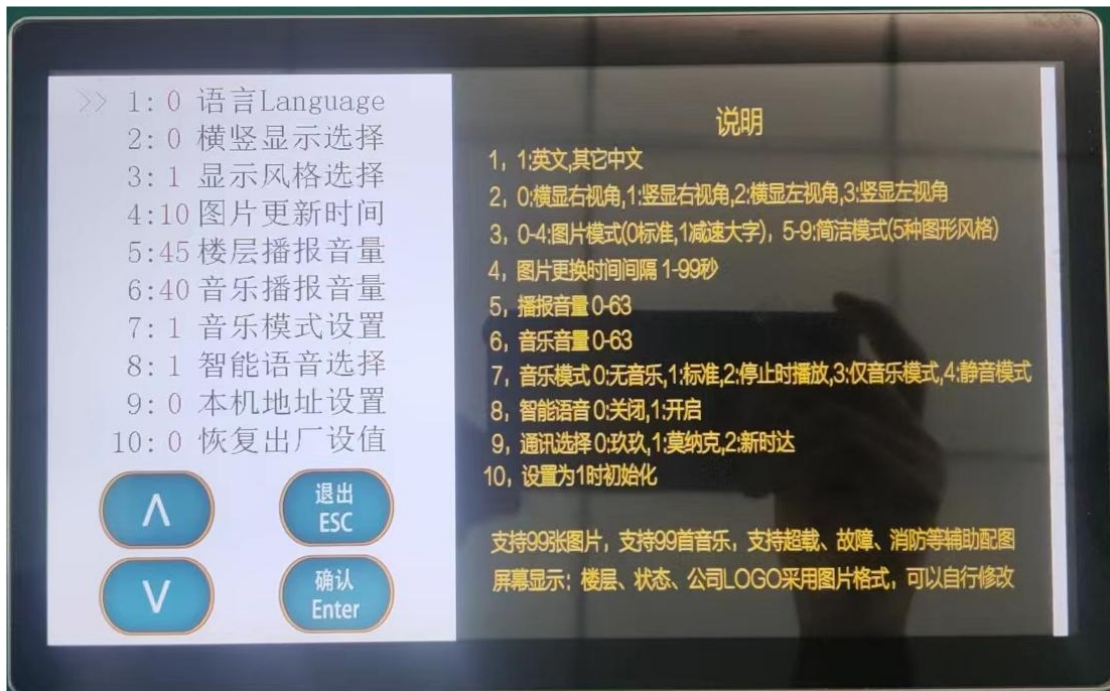 >> 1: 0 语言Language
2: 0 横竖显示选择
3: 1 显示风格选择
4:10 图片更新时间
5:45 楼层播报音量
6:40 音乐播报音量
7: 1 音乐模式设置
8: 1 智能语音选择
9: 0 本机地址设置
10: 0 恢复出厂设值
∧
退出
ESC
∨
确认
Enter
说明
1，1:英文,其它中文
2，0:横显右视角,1:竖显右视角,2:横显左视角,3:竖显左视角
3，0-4:图片模式(0标准,1减速大字)，5-9:简洁模式(5种图形风格)
4，图片更换时间间隔 1-99秒
5，播报音量 0-63
6，音乐音量 0-63
7，音乐模式 0:无音乐,1:标准,2:停止时播放,3:仅音乐模式,4:静音模式
8，智能语音 0:关闭,1:开启
9，通讯选择 0:玖玖,1:莫纳克,2:新时达
10，设置为1时初始化
支持99张图片，支持99首音乐，支持超载、故障、消防等辅助配图
屏幕显示：楼层、状态、公司LOGO采用图片格式，可以自行修改